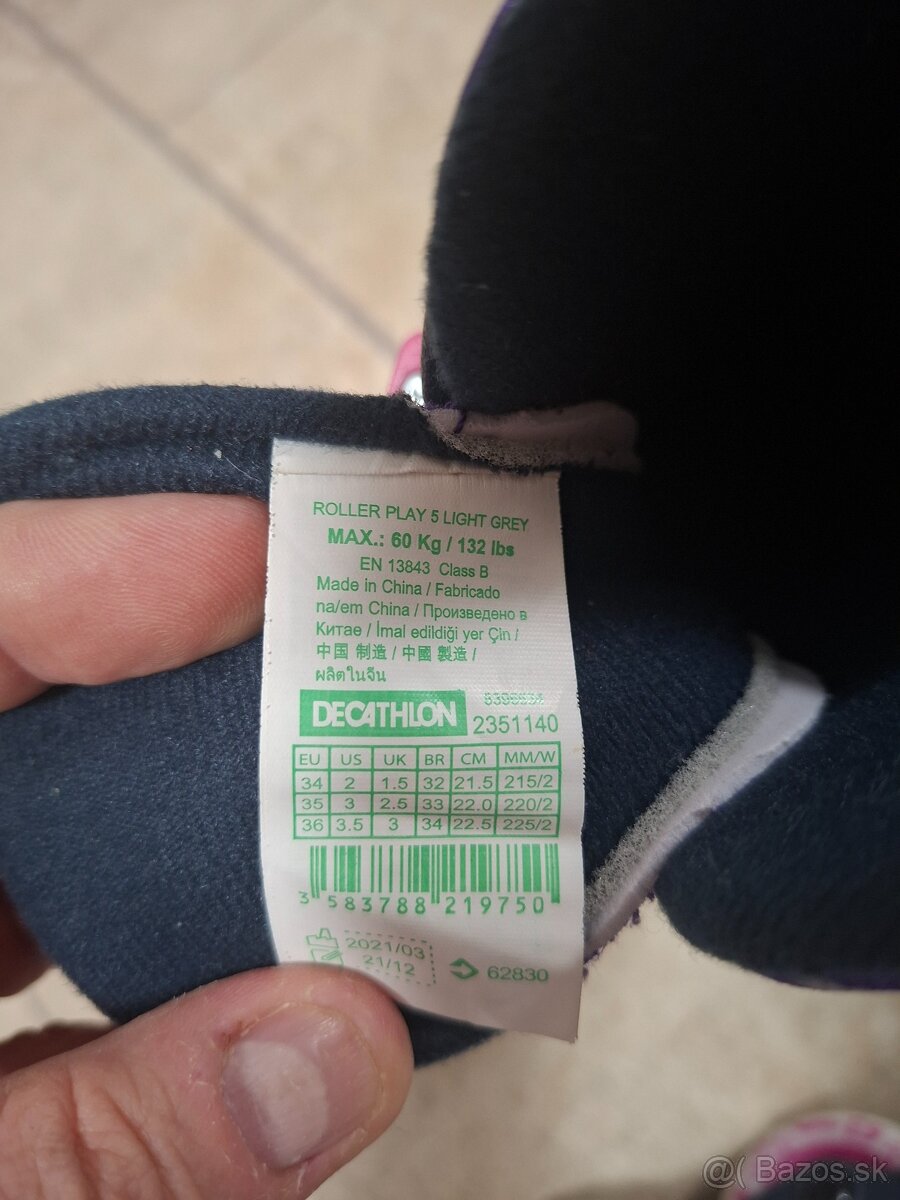 ROLLER PLAY 5 LIGHT GREY
MAX.: 60 Kg / 132 lbs
EN 13843 Class B
Made in China / Fabricado
na/em China / Произведено в
Китае / İmal edildiği yer Çin /
中国 制造 / 中國 製造 /
ผลิตในจีน
DECATHLON 2351140
EU US UK BR CM MM/W
34 2 1.5 32 21.5 215/2
35 3 2.5 33 22.0 220/2
36 3.5 3 34 22.5 225/2
3 583788 219750
2021/03
21/12
62830
@( Bazos.sk